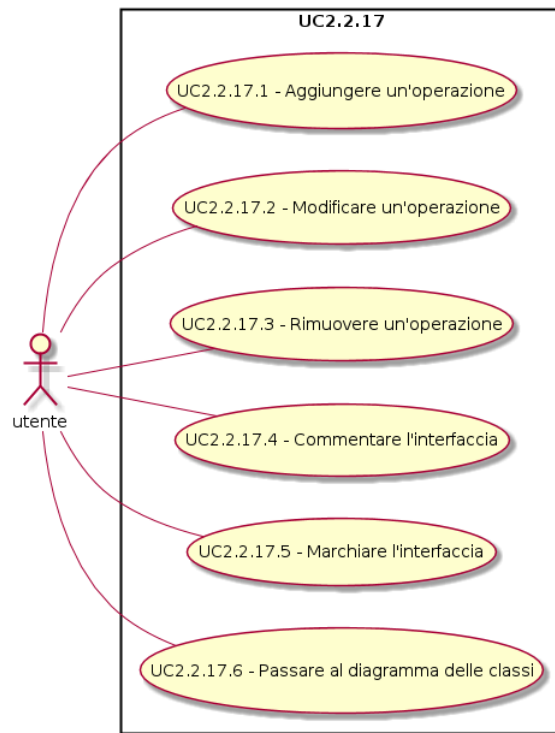 UC2.2.17
UC2.2.17.1 - Aggiungere un'operazione
UC2.2.17.2 - Modificare un'operazione
UC2.2.17.3 - Rimuovere un'operazione
utente
UC2.2.17.4 - Commentare l'interfaccia
UC2.2.17.5 - Marchiare l'interfaccia
UC2.2.17.6 - Passare al diagramma delle classi